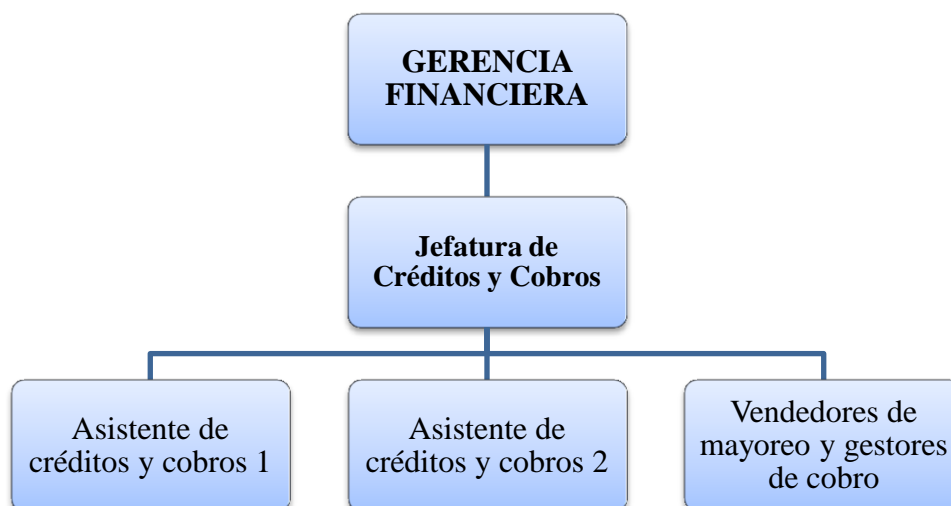 GERENCIA
FINANCIERA
Jefatura de
Créditos y Cobros
Asistente de
créditos y cobros 1
Asistente de
créditos y cobros 2
Vendedores de
mayoreo y gestores
de cobro